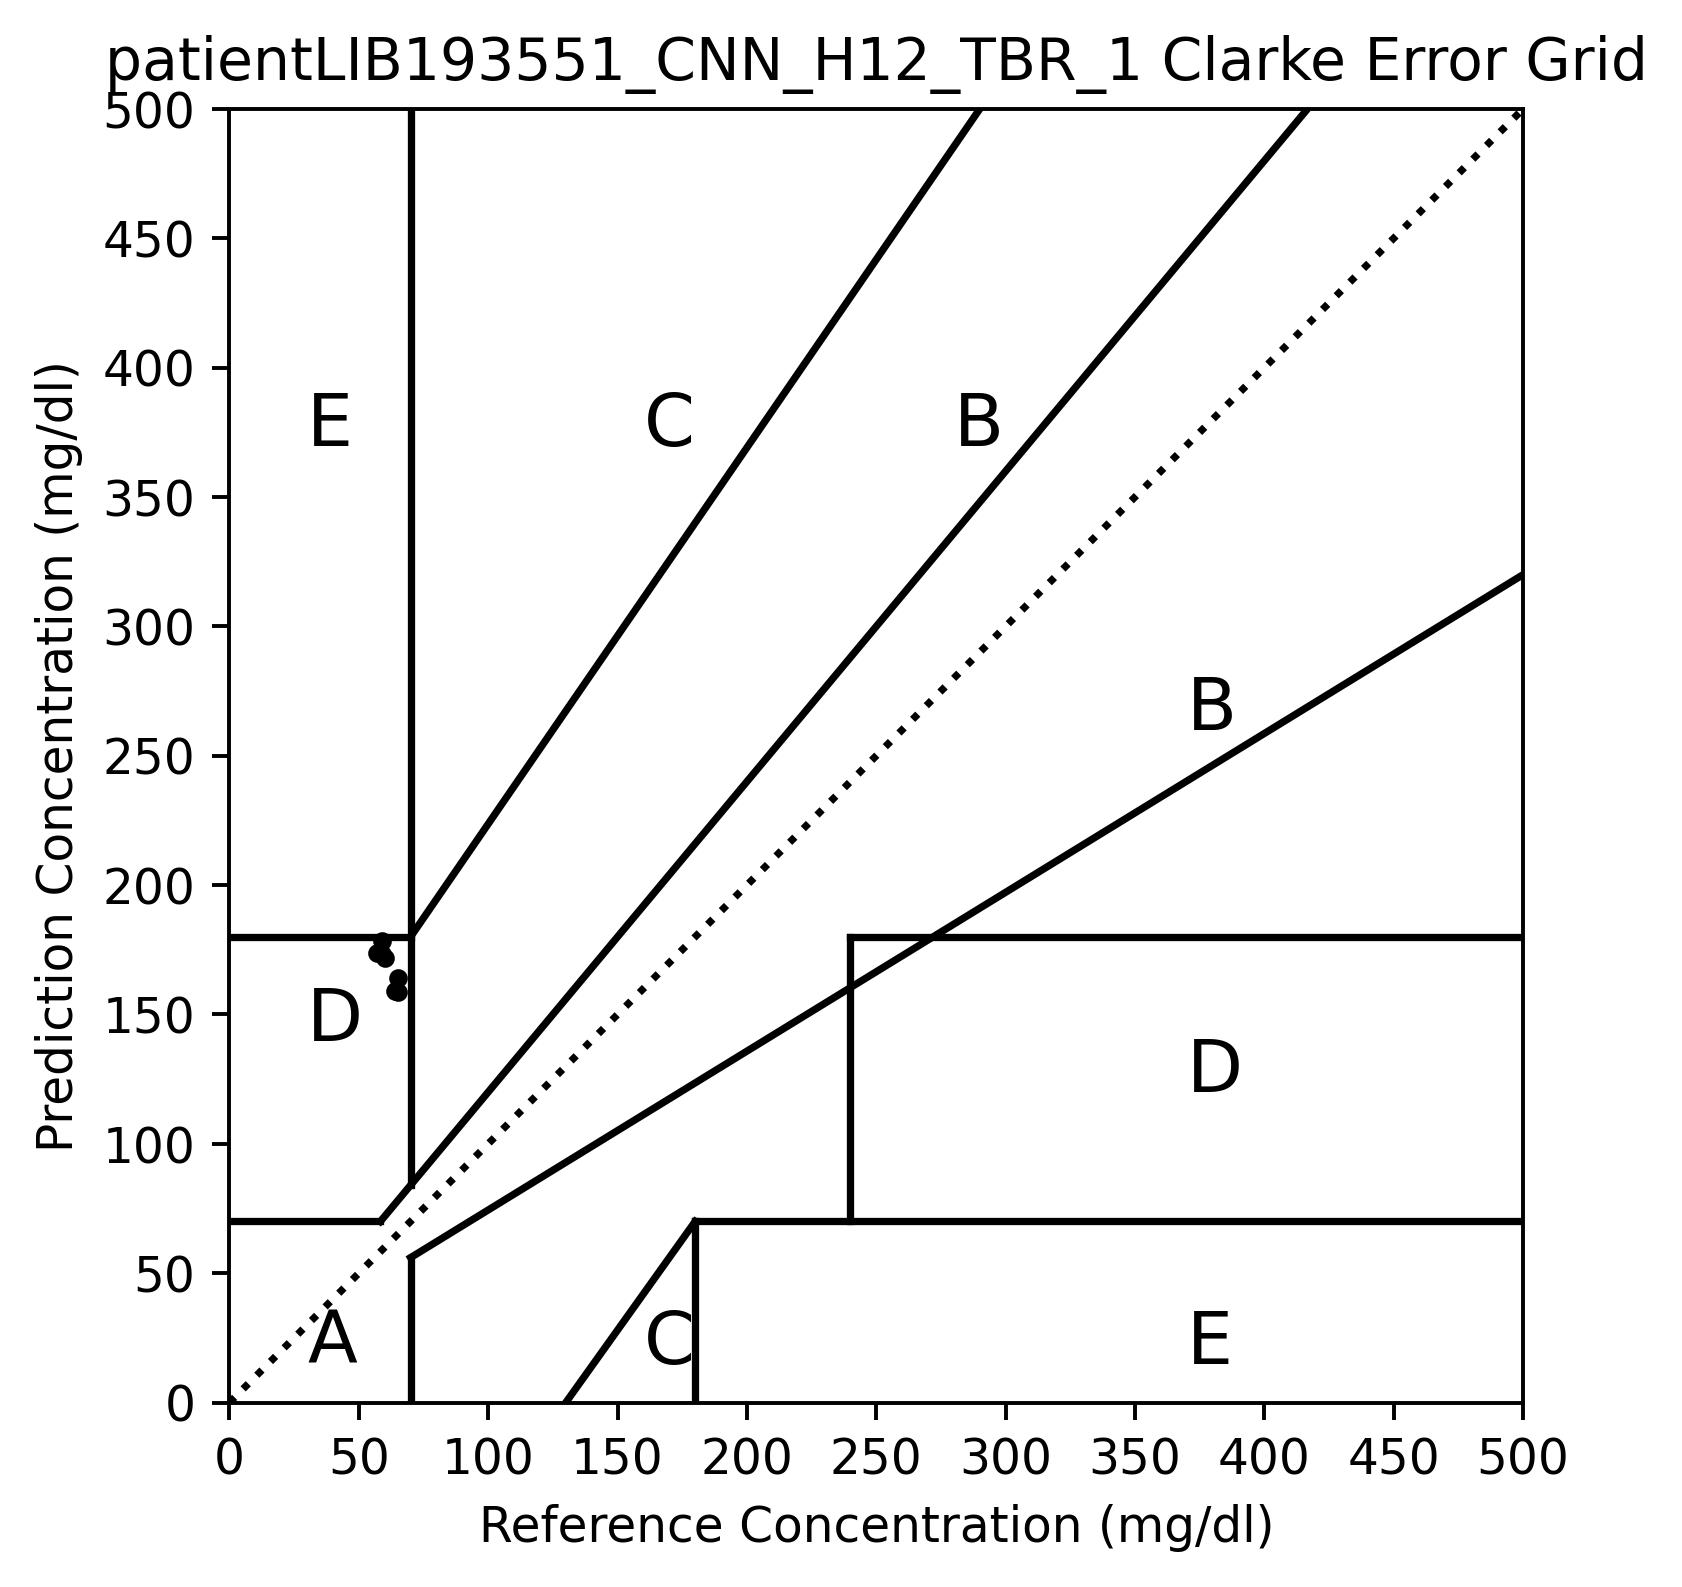 patientLIB193551_CNN_H12_TBR_1 Clarke Error Grid
500
450
400
350
300
250
200
150
100
50
0
Prediction Concentration (mg/dl)
E
C
B
B
D
D
A
C
E
0 50 100 150 200 250 300 350 400 450 500
Reference Concentration (mg/dl)